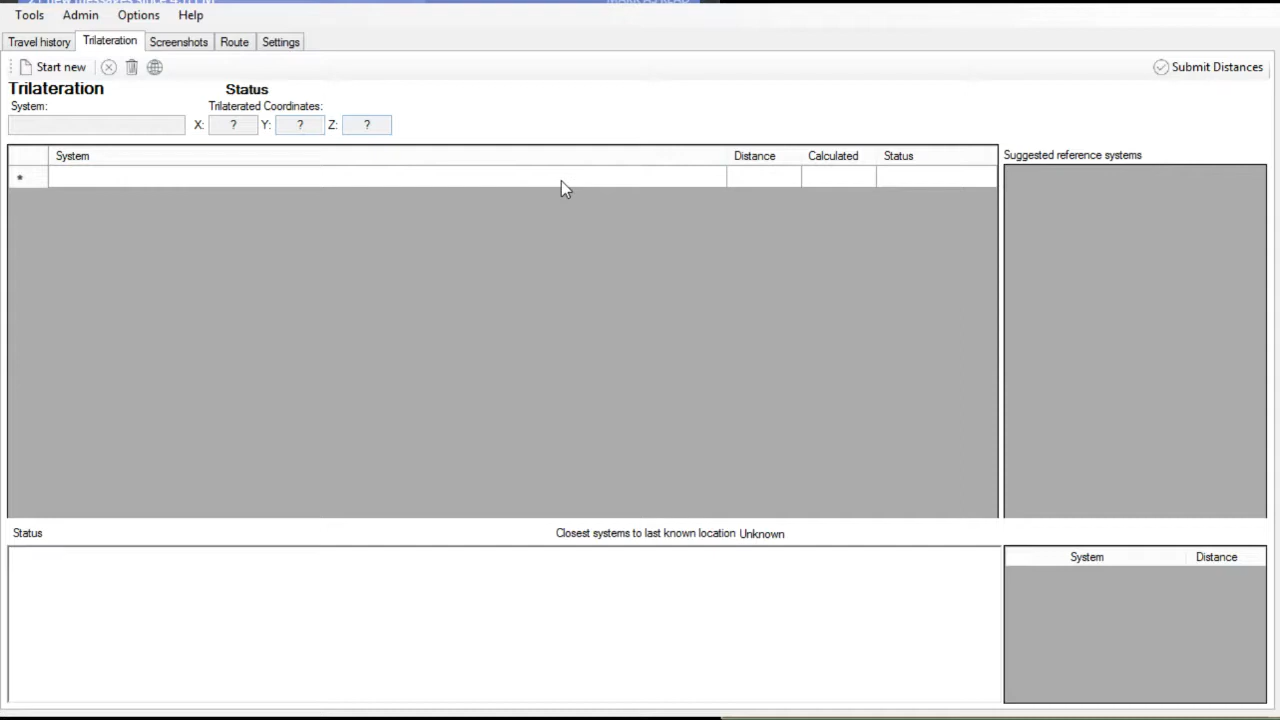 Tools Admin Options Help
Travel history Trilateration Screenshots Route Settings
Start new Submit Distances
Trilateration Status
System: Trilaterated Coordinates:
X: ? Y: ? Z: ?
System Distance Calculated Status Suggested reference systems
*
Status Closest systems to last known location Unknown
System Distance